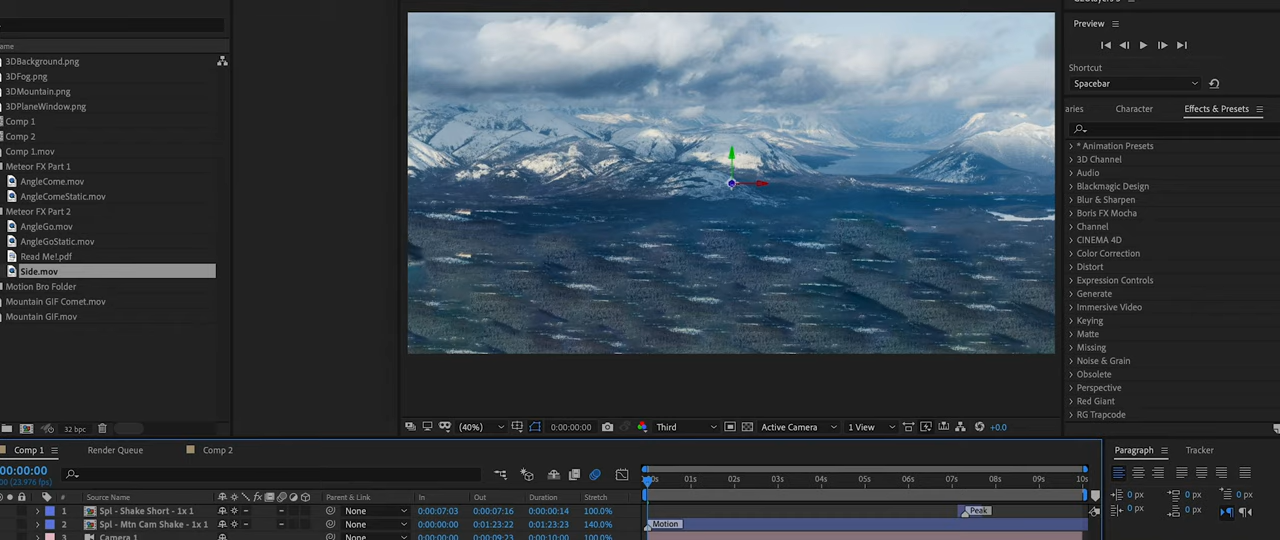 Preview
Shortcut
Spacebar
aries Character Effects & Presets
* Animation Presets
3D Channel
Audio
Blackmagic Design
Blur & Sharpen
Boris FX Mocha
Channel
CINEMA 4D
Color Correction
Distort
Expression Controls
Generate
Immersive Video
Keying
Matte
Missing
Noise & Grain
Obsolete
Perspective
Red Giant
RG Trapcode
ame
3DBackground.png
3DFog.png
3DMountain.png
3DPlaneWindow.png
Comp 1
Comp 2
Comp 1.mov
Meteor FX Part 1
AngleCome.mov
AngleComeStatic.mov
Meteor FX Part 2
AngleGo.mov
AngleGoStatic.mov
Read Me!.pdf
Side.mov
Motion Bro Folder
Mountain GIF Comet.mov
Mountain GIF.mov
32 bpc
(40%) 0:00:00:00 Third Active Camera 1 View +0.0
Comp 1 Render Queue Comp 2
Paragraph Tracker
00:00:00
(23.976 fps)
01s 02s 03s 04s 05s 06s 07s 08s 09s 10s
0 px 0 px 0 px
0 px 0 px
# Source Name Parent & Link In Out Duration Stretch
1 Spl - Shake Short - 1x 1 None 0:00:07:03 0:00:07:16 0:00:00:14 100.0% Peak
2 Spl - Mtn Cam Shake - 1x 1 None 0:00:00:00 0:01:23:22 0:01:23:23 140.0% Motion
3 Camera 1 None 0:00:00:00 0:00:09:23 0:00:10:00 100.0%